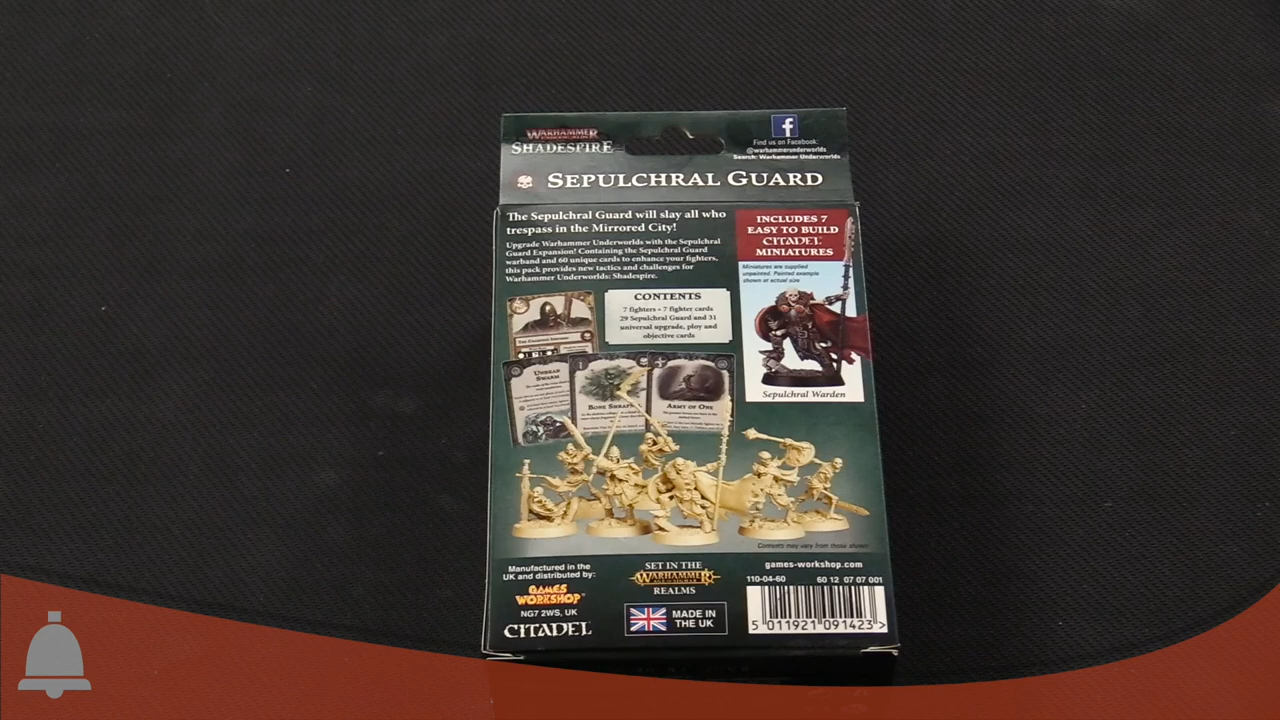 WARHAMMER
SHADESPIRE
Find us on Facebook:
@warhammerunderworlds
Search: Warhammer Underworlds
SEPULCHRAL GUARD
The Sepulchral Guard will slay all who
trespass in the Mirrored City!
Upgrade Warhammer Underworlds with the Sepulchral
Guard Expansion! Containing the Sepulchral Guard
warband and 60 unique cards to enhance your fighters,
this pack provides new tactics and challenges for
Warhammer Underworlds: Shadespire.
INCLUDES 7
EASY TO BUILD
CITADEL
MINIATURES
Miniatures are supplied
unpainted. Painted example
shown at actual size
Sepulchral Warden
CONTENTS
7 fighters • 7 fighter cards
29 Sepulchral Guard and 31
universal upgrade, ploy and
objective cards
UNDEAD
SWARM
BONE
ARMY OF ONE
Contents may vary from those shown
Manufactured in the
UK and distributed by:
GAMES
WORKSHOP
NG7 2WS, UK
CITADEL
SET IN THE
WARHAMMER
REALMS
MADE IN
THE UK
games-workshop.com
110-04-60 60 12 07 07 001
5 011921 091423 >